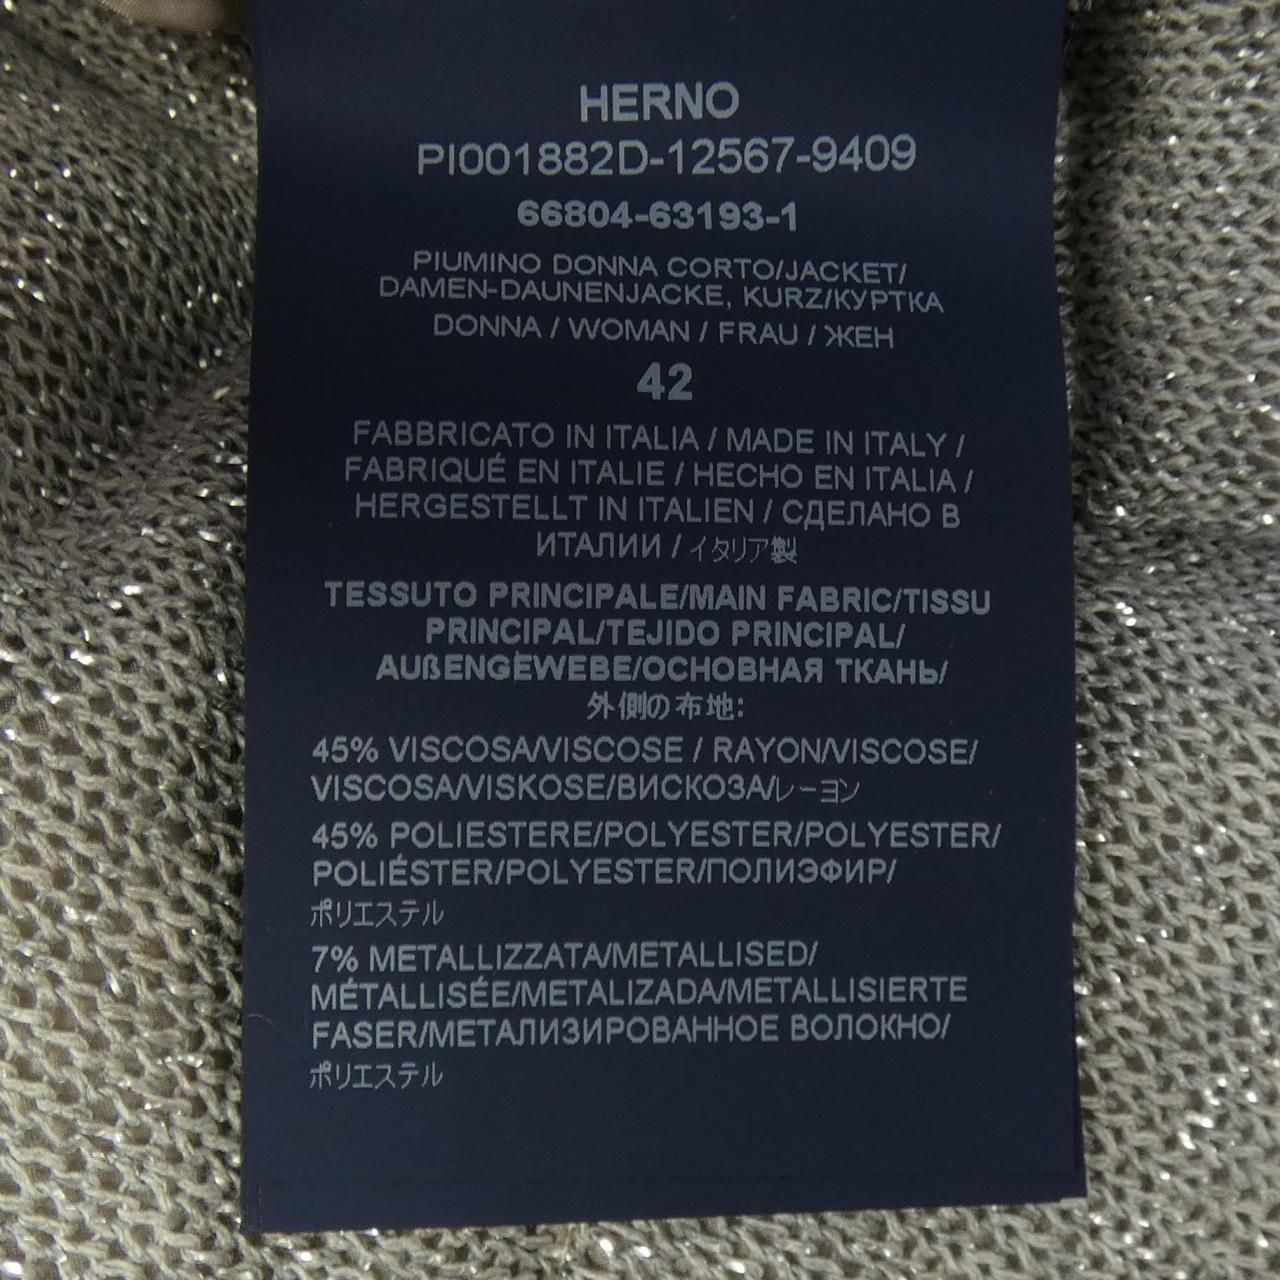 HERNO
PI001882D-12567-9409
66804-63193-1
PIUMINO DONNA CORTO/JACKET/
DAMEN-DAUNENJACKE, KURZ/КУРТКА
DONNA / WOMAN / FRAU / ЖЕН
42
FABBRICATO IN ITALIA / MADE IN ITALY /
FABRIQUÉ EN ITALIE / HECHO EN ITALIA /
HERGESTELLT IN ITALIEN / СДЕЛАНО В
ИТАЛИИ / イタリア製
TESSUTO PRINCIPALE/MAIN FABRIC/TISSU
PRINCIPAL/TEJIDO PRINCIPAL/
AUßENGEWEBE/ОСНОВНАЯ ТКАНЬ/
外側の布地:
45% VISCOSA/VISCOSE / RAYON/VISCOSE/
VISCOSA/VISKOSE/ВИСКОЗА/レーヨン
45% POLIESTERE/POLYESTER/POLYESTER/
POLIÉSTER/POLYESTER/ПОЛИЭФИР/
ポリエステル
7% METALLIZZATA/METALLISED/
MÉTALLISÉE/METALIZADA/METALLISIERTE
FASER/МЕТАЛИЗИРОВАННОЕ ВОЛОКНО/
ポリエステル